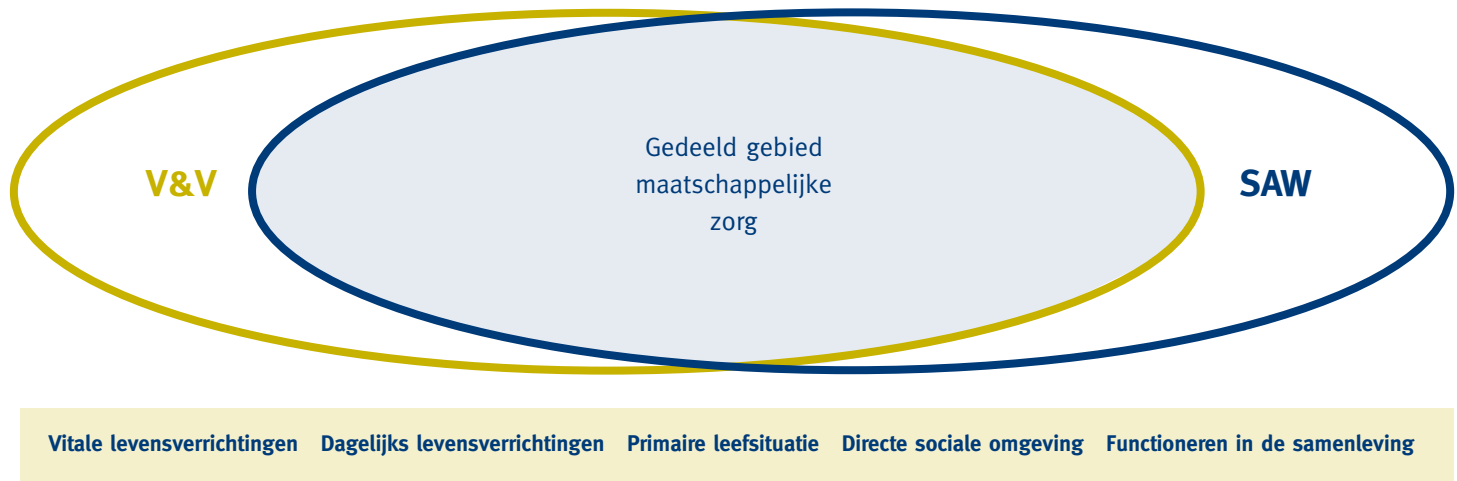 Gedeeld gebied
maatschappelijke
zorg
V&V
SAW
Vitale levensverrichtingen Dagelijks levensverrichtingen Primaire leefsituatie Directe sociale omgeving Functioneren in de samenleving